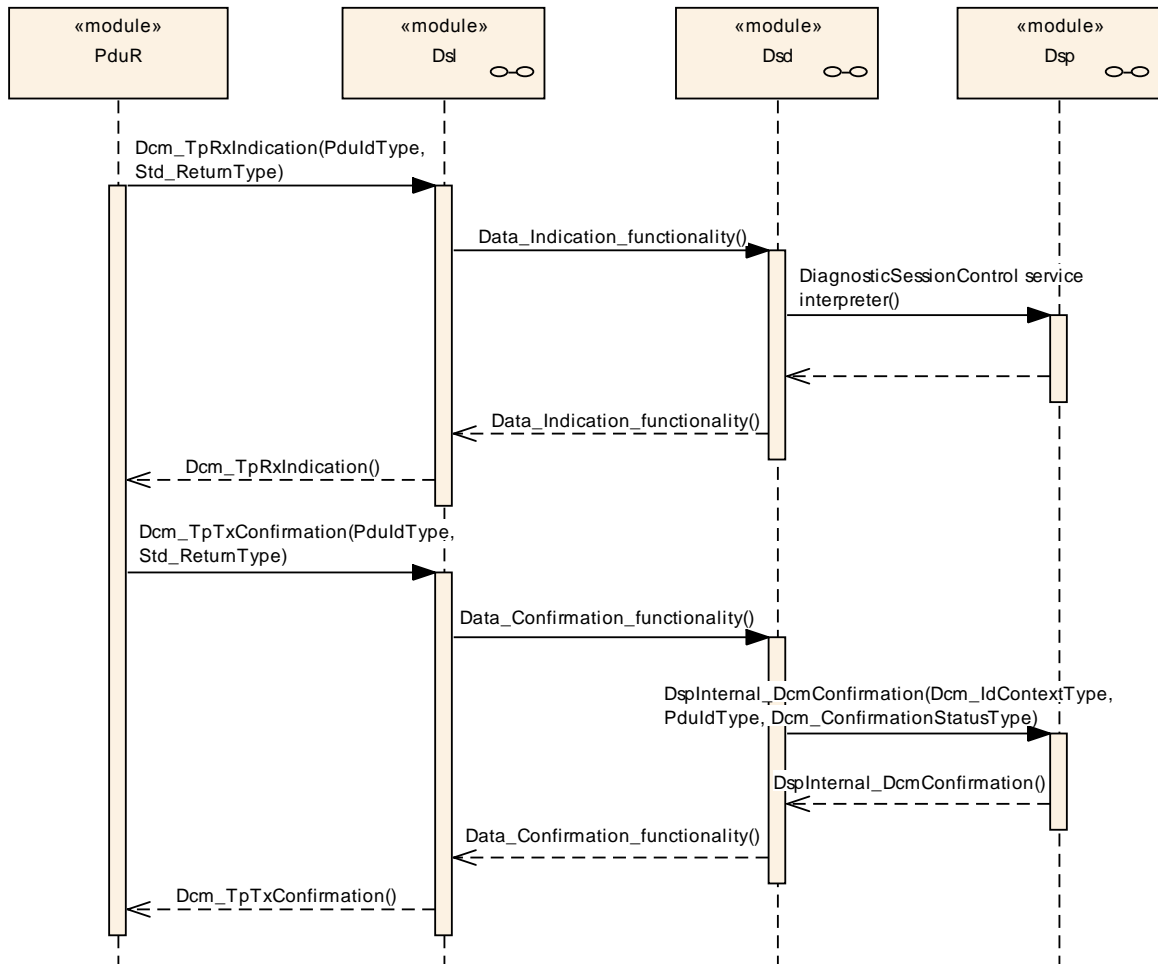 «module»
PduR
«module»
Dsl
«module»
Dsd
«module»
Dsp
Dcm_TpRxIndication(PduIdType,
Std_ReturnType)
Data_Indication_functionality()
DiagnosticSessionControl service
interpreter()
Data_Indication_functionality()
Dcm_TpRxIndication()
Dcm_TpTxConfirmation(PduIdType,
Std_ReturnType)
Data_Confirmation_functionality()
DspInternal_DcmConfirmation(Dcm_IdContextType,
PduIdType, Dcm_ConfirmationStatusType)
DspInternal_DcmConfirmation()
Data_Confirmation_functionality()
Dcm_TpTxConfirmation()